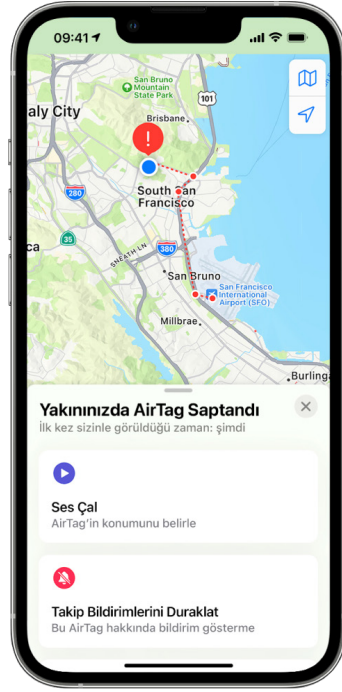 09:41
San Bruno
Mountain
State Park
101
aly City
Brisbane
280
South San
Francisco
35
ca
380
SNEATH LN
San Bruno
San Francisco
International
Airport (SFO)
Millbrae
Burling
Yakınınızda AirTag Saptandı
İlk kez sizinle görüldüğü zaman: şimdi
Ses Çal
AirTag'in konumunu belirle
Takip Bildirimlerini Duraklat
Bu AirTag hakkında bildirim gösterme